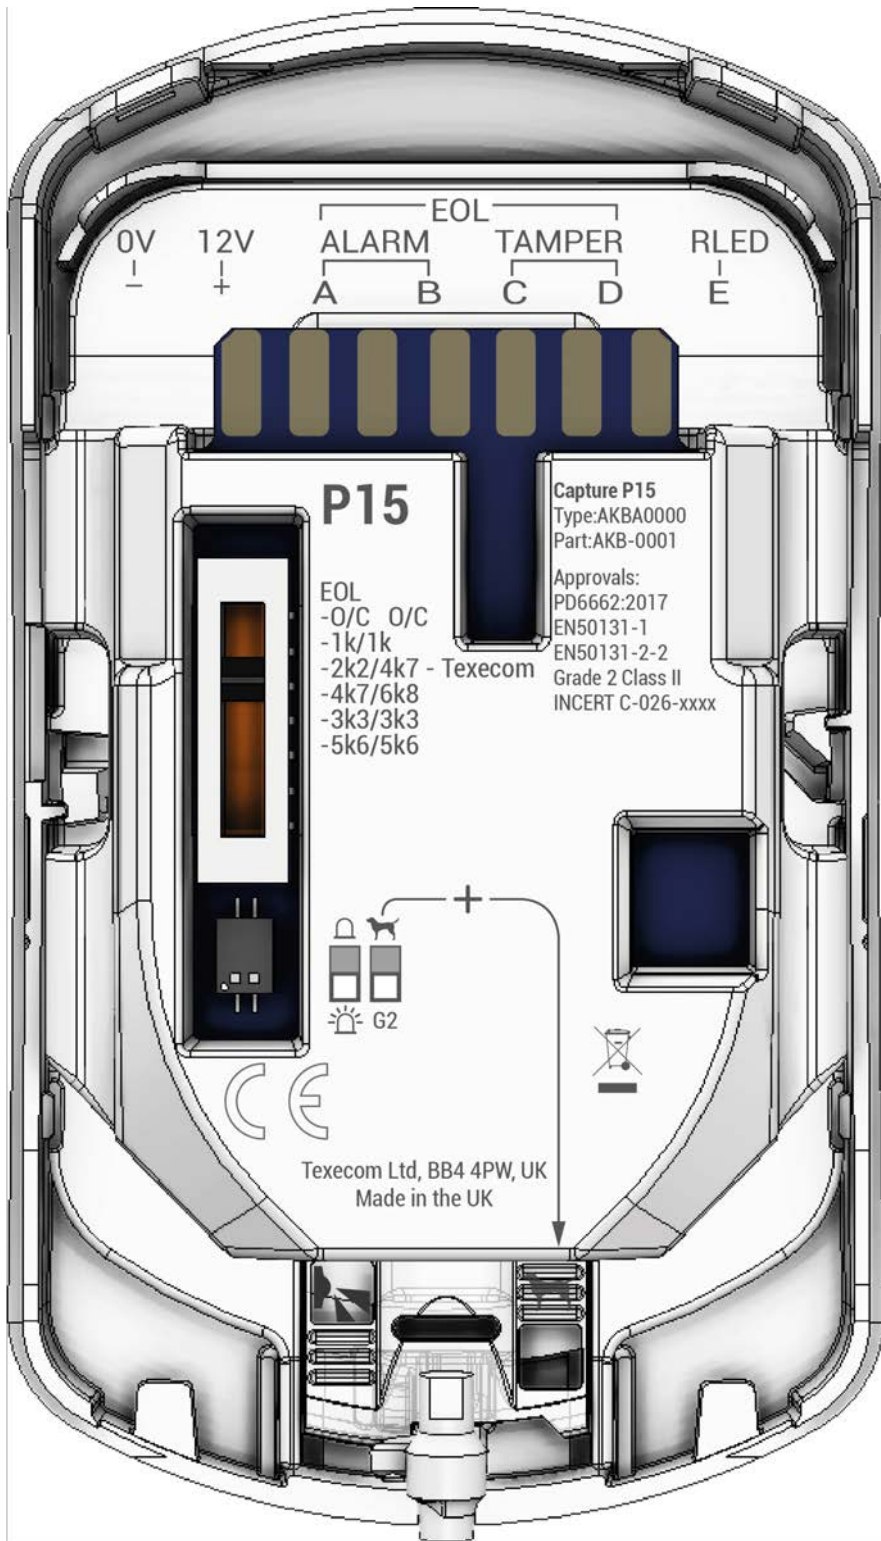 EOL
0V 12V ALARM TAMPER RLED
- + A B C D E
P15
Capture P15
Type:AKBA0000
Part:AKB-0001
Approvals:
PD6662:2017
EN50131-1
EN50131-2-2
Grade 2 Class II
INCERT C-026-xxxx
EOL
-O/C O/C
-1k/1k
-2k2/4k7 - Texecom
-4k7/6k8
-3k3/3k3
-5k6/5k6
+
G2
CE
Texecom Ltd, BB4 4PW, UK
Made in the UK